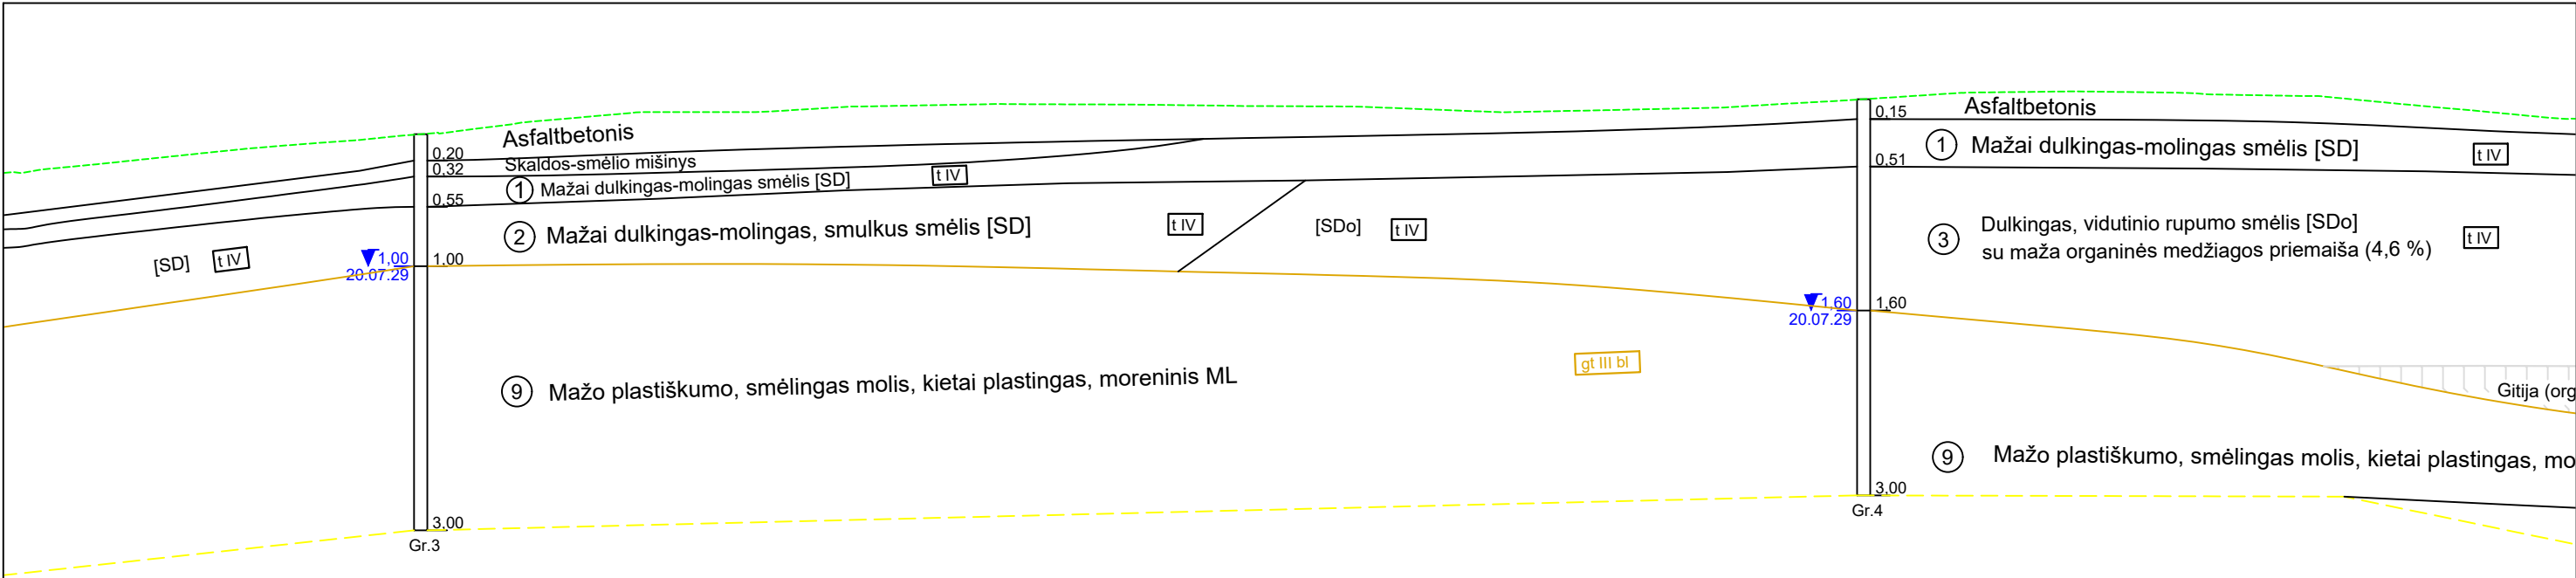 Asfaltbetonis
0,20
Skaldos-smėlio mišinys
0,32
1 Mažai dulkingas-molingas smėlis [SD]
t IV
0,55
2 Mažai dulkingas-molingas, smulkus smėlis [SD]
t IV
[SDo]
t IV
[SD]
t IV
1,00
20.07.29
1,00
9 Mažo plastiškumo, smėlingas molis, kietai plastingas, moreninis ML
gt III bl
3,00
Gr.3
Asfaltbetonis
0,15
1 Mažai dulkingas-molingas smėlis [SD]
t IV
0,51
3 Dulkingas, vidutinio rupumo smėlis [SDo]
su maža organinės medžiagos priemaiša (4,6 %)
t IV
1,60
20.07.29
1,60
Gitija (org
9 Mažo plastiškumo, smėlingas molis, kietai plastingas, mo
3,00
Gr.4